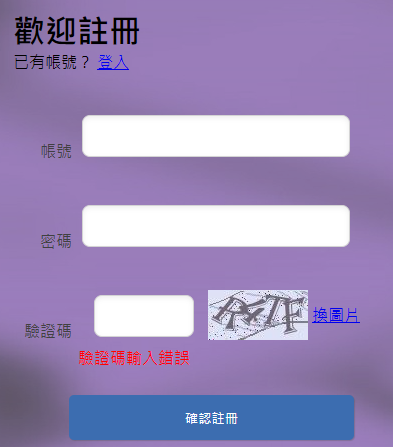 歡迎註冊
已有帳號？ 登入
帳號
密碼
驗證碼 換圖片
驗證碼輸入錯誤
確認註冊